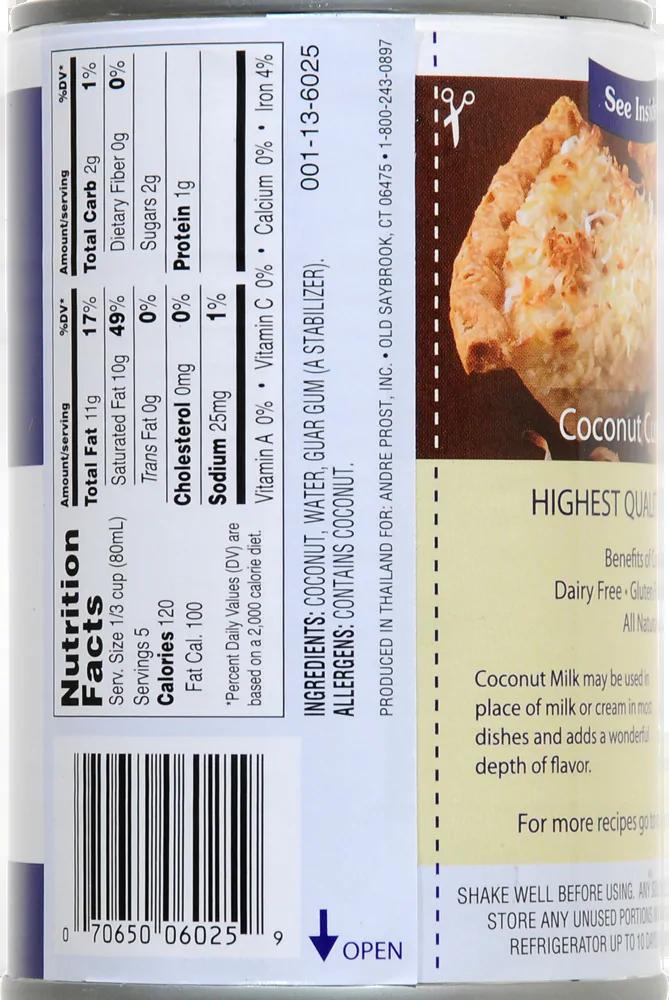 Nutrition
Facts
Serv. Size 1/3 cup (80mL)
Servings 5
Calories 120
Fat Cal. 100
*Percent Daily Values (DV) are
based on a 2,000 calorie diet.
Amount/serving %DV*
Total Fat 11g 17%
Saturated Fat 10g 49%
Trans Fat 0g 0%
Cholesterol 0mg 0%
Sodium 25mg 1%
Amount/serving %DV*
Total Carb 2g 1%
Dietary Fiber 0g 0%
Sugars 2g
Protein 1g
Vitamin A 0% • Vitamin C 0% • Calcium 0% • Iron 4%
INGREDIENTS: COCONUT, WATER, GUAR GUM (A STABILIZER).
ALLERGENS: CONTAINS COCONUT.
001-13-6025
PRODUCED IN THAILAND FOR: ANDRE PROST, INC. • OLD SAYBROOK, CT 06475 • 1-800-243-0897
0 70650 06025 9
OPEN
See
Coconut
HIGHEST
Benefits of
Dairy Free •
All
Coconut Milk may be used in
place of milk or cream in most
dishes and adds a wonderful
depth of flavor.
For more recipes go
SHAKE WELL BEFORE USING. ANY
STORE ANY UNUSED PORTIONS
REFRIGERATOR UP TO 10